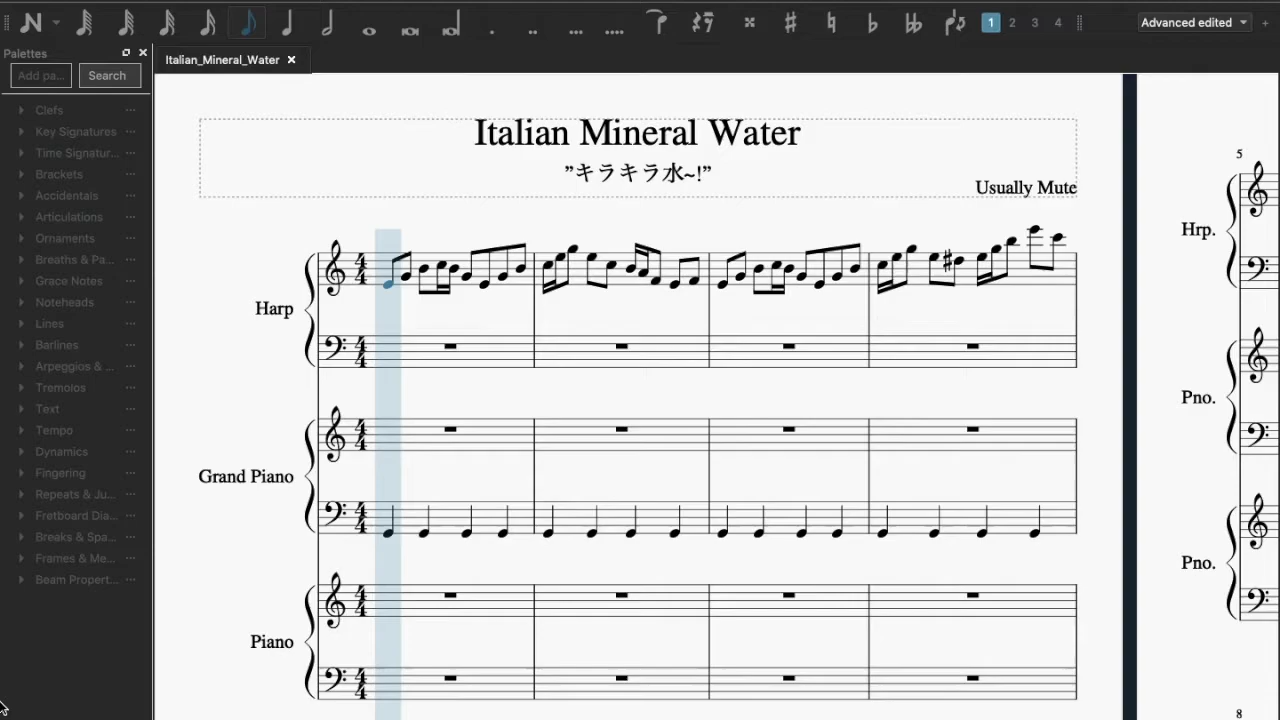 1 2 3 4
Advanced edited
Palettes
Add pa... Search
Italian_Mineral_Water
Clefs
Key Signatures
Time Signatur...
Brackets
Accidentals
Articulations
Ornaments
Breaths & Pa...
Grace Notes
Noteheads
Lines
Barlines
Arpeggios & ...
Tremolos
Text
Tempo
Dynamics
Fingering
Repeats & Ju...
Fretboard Dia...
Breaks & Spa...
Frames & Me...
Beam Propert...
Italian Mineral Water
”キラキラ水~!”
Usually Mute
Harp
Grand Piano
Piano
5
Hrp.
Pno.
Pno.
8